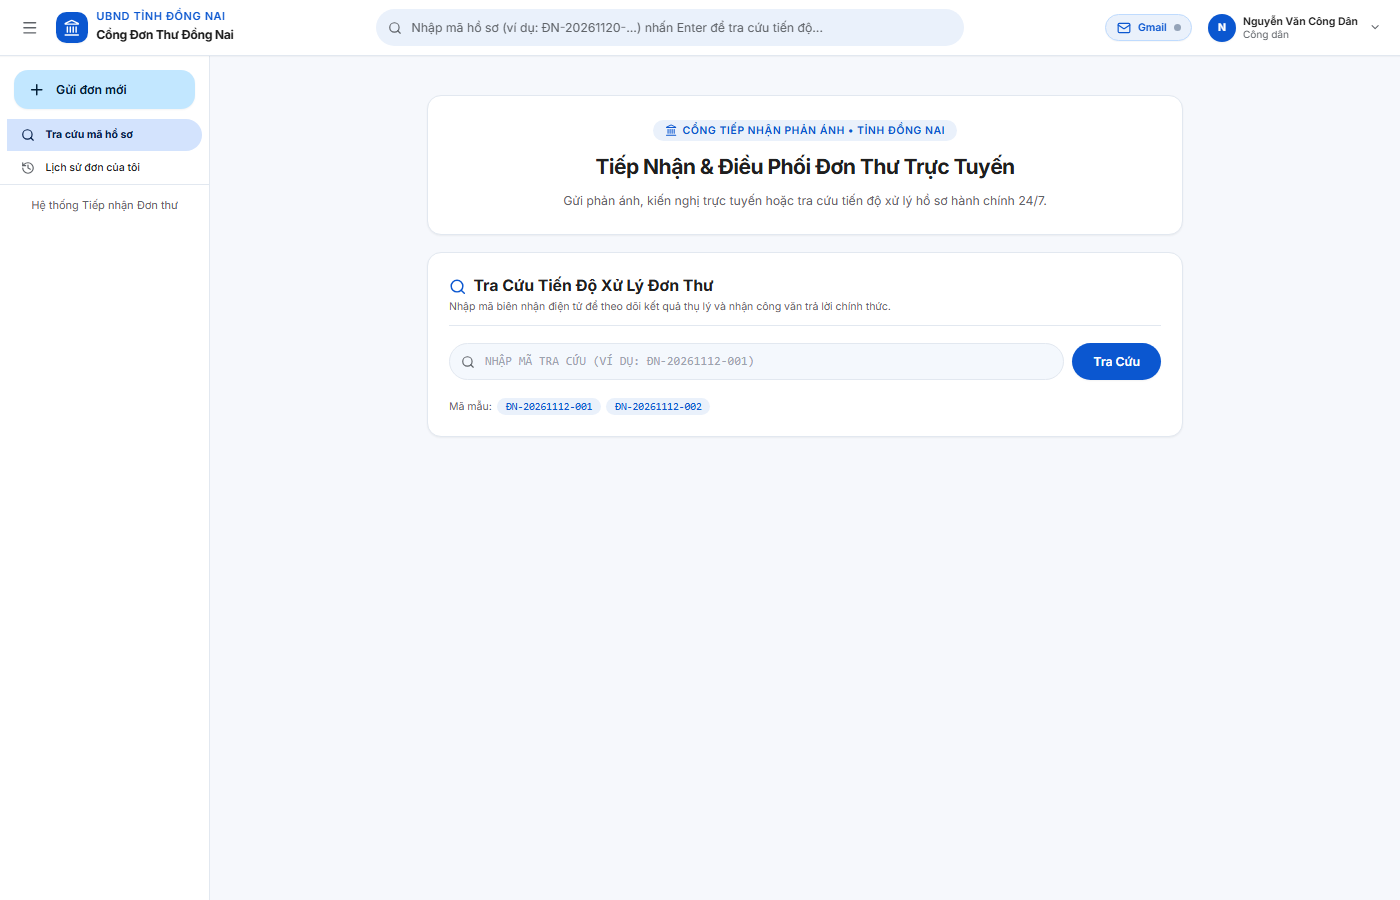 UBND TỈNH ĐỒNG NAI
Cổng Đơn Thư Đồng Nai
Nhập mã hồ sơ (ví dụ: ĐN-20261120-...) nhấn Enter để tra cứu tiến độ...
Gmail
N
Nguyễn Văn Công Dân
Công dân
Gửi đơn mới
Tra cứu mã hồ sơ
Lịch sử đơn của tôi
Hệ thống Tiếp nhận Đơn thư
CỔNG TIẾP NHẬN PHẢN ÁNH • TỈNH ĐỒNG NAI
Tiếp Nhận & Điều Phối Đơn Thư Trực Tuyến
Gửi phản ánh, kiến nghị trực tuyến hoặc tra cứu tiến độ xử lý hồ sơ hành chính 24/7.
Tra Cứu Tiến Độ Xử Lý Đơn Thư
Nhập mã biên nhận điện tử để theo dõi kết quả thụ lý và nhận công văn trả lời chính thức.
NHẬP MÃ TRA CỨU (VÍ DỤ: ĐN-20261112-001)
Tra Cứu
Mã mẫu: ĐN-20261112-001 ĐN-20261112-002